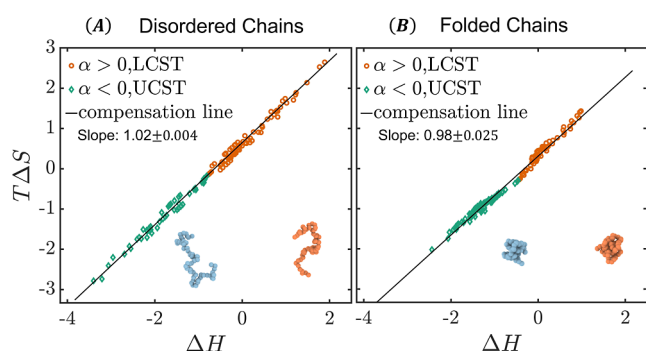 (A) Disordered Chains
(B) Folded Chains
3
2
1
0
-1
-2
-3
TΔS
α > 0,LCST
α < 0,UCST
compensation line
Slope: 1.02±0.004
α > 0,LCST
α < 0,UCST
compensation line
Slope: 0.98±0.025
-4
-2
0
2
-4
-2
0
2
ΔH
ΔH